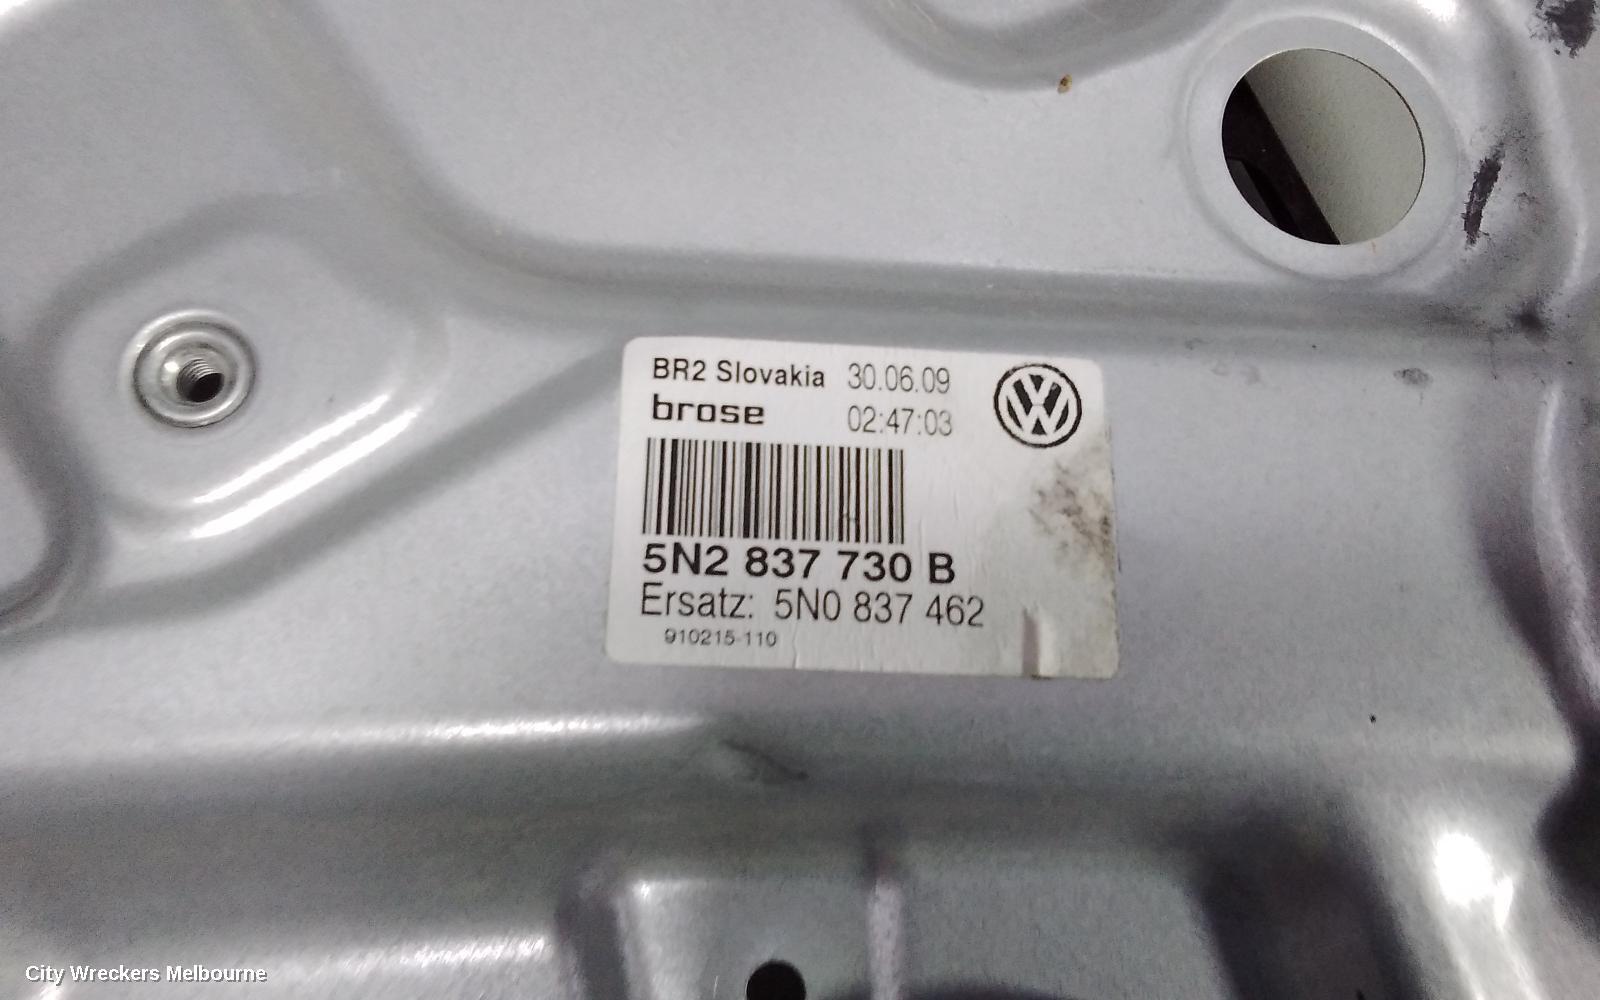 BR2 Slovakia 30.06.09
brose 02:47:03
5N2 837 730 B
Ersatz: 5N0 837 462
910215-110
City Wreckers Melbourne